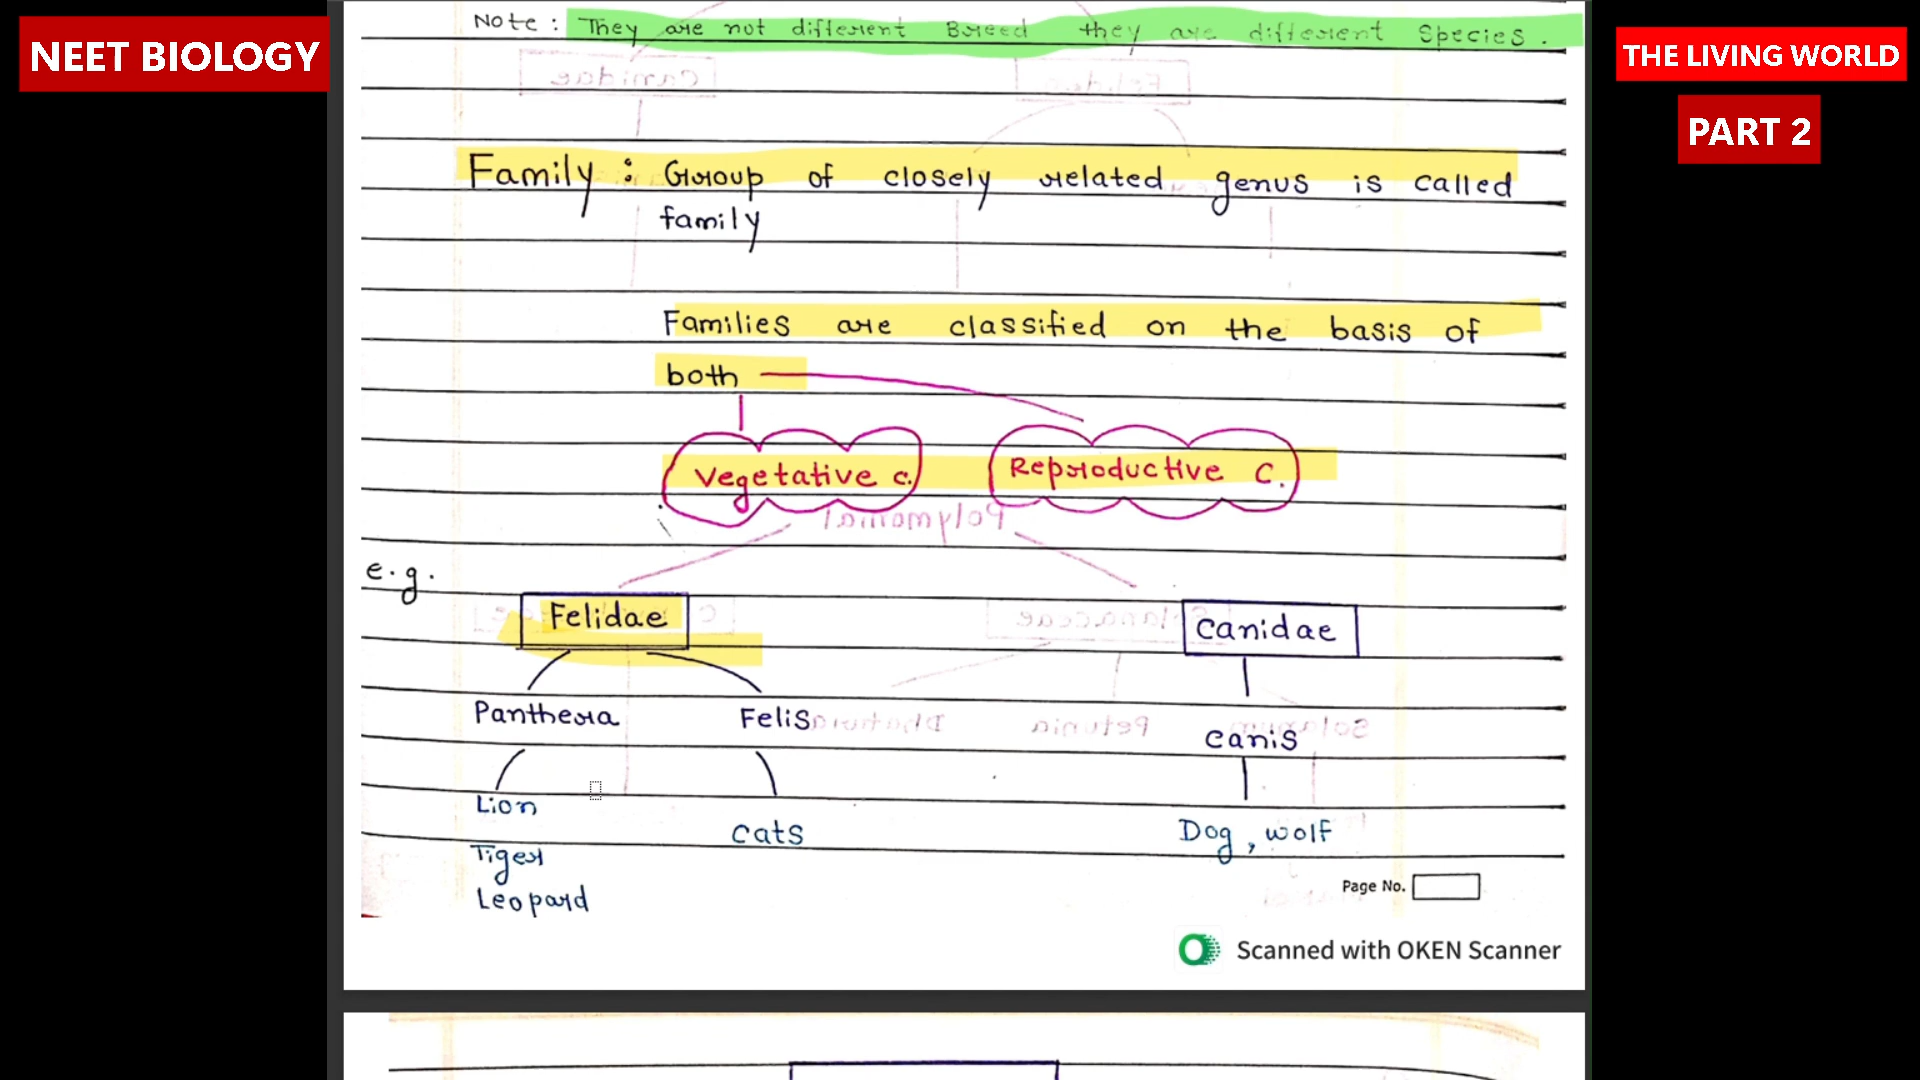 NEET BIOLOGY
THE LIVING WORLD
PART 2
Note : They are not different Breed they are different Species .
Family : Group of closely related genus is called
family
Families are classified on the basis of
both
Vegetative c. Reproductive c.
e.g.
Felidae canidae
Panthera Felis canis
Lion cats Dog, wolf
Tiger
Leopard
Page No.
Scanned with OKEN Scanner